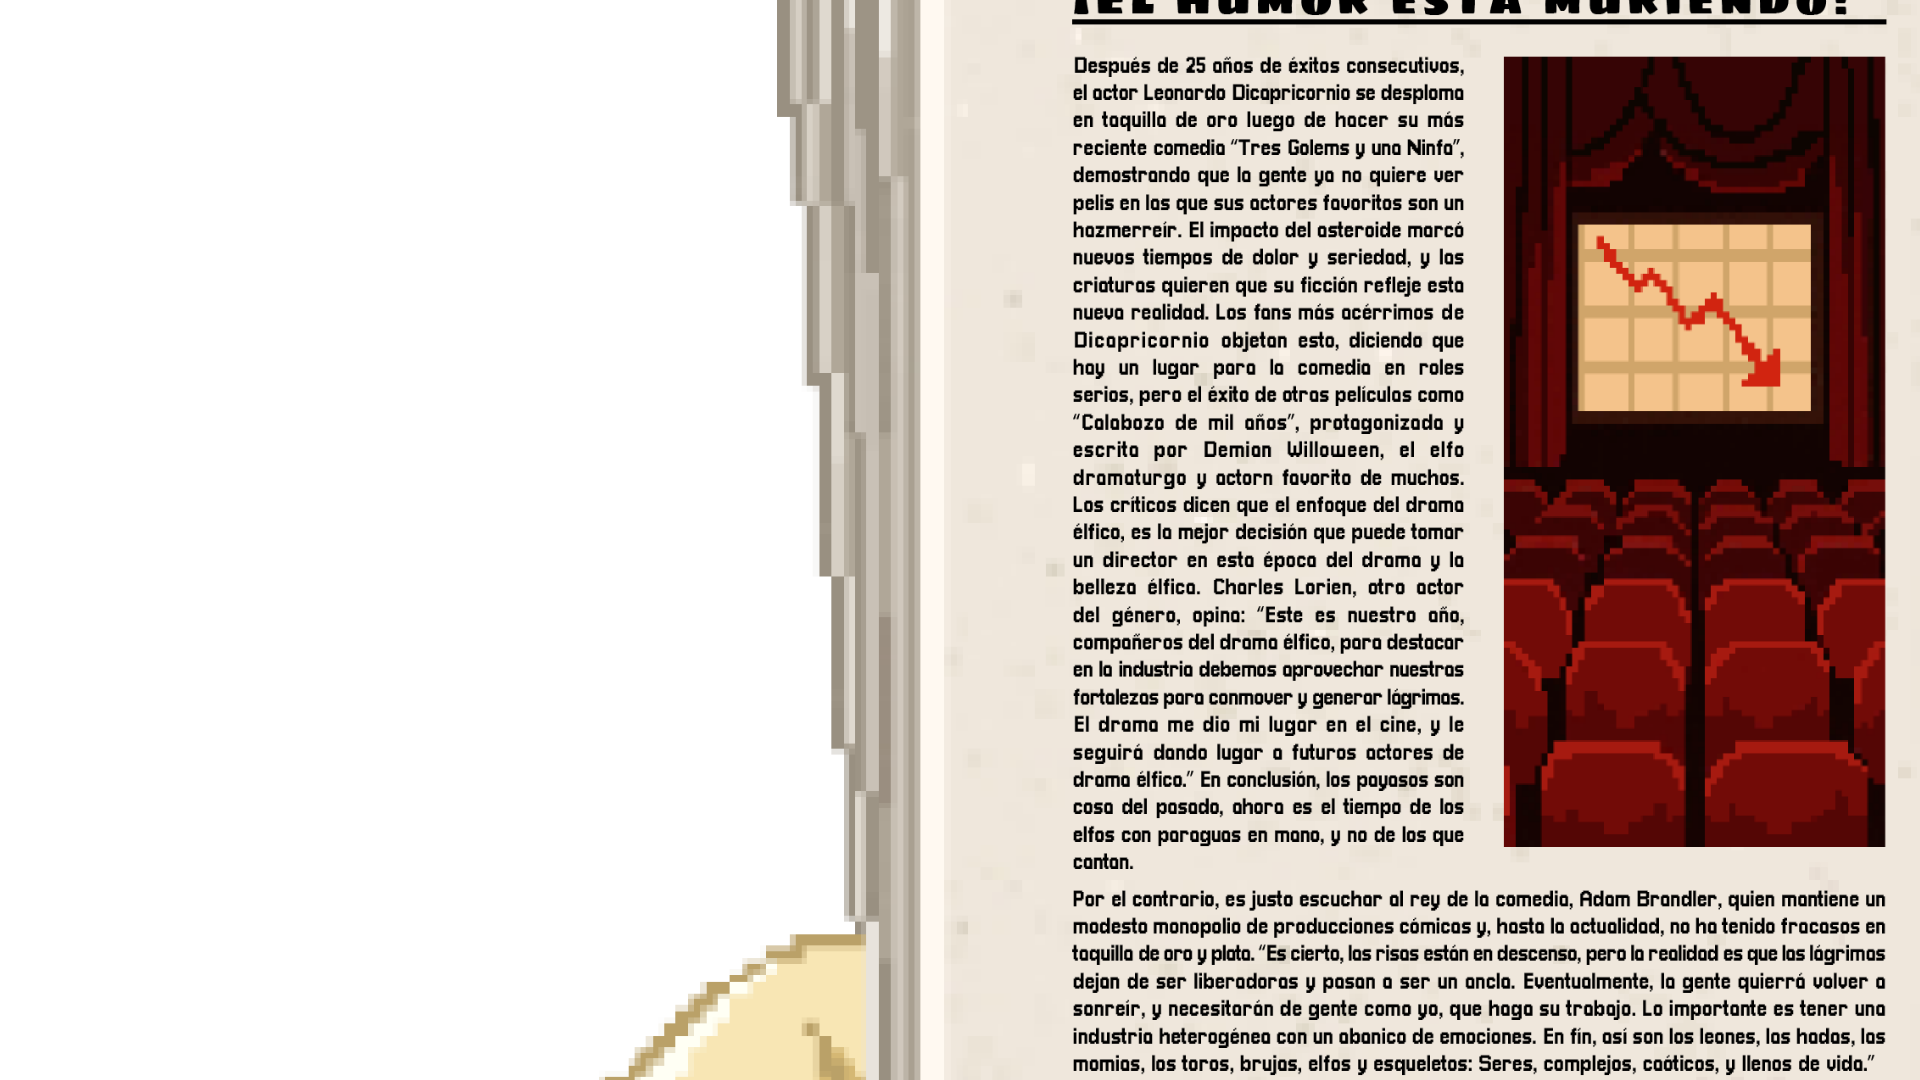 ¡EL HUMOR ESTÁ MURIENDO!
Después de 25 años de éxitos consecutivos,
el actor Leonardo Dicapricornio se desploma
en taquilla de oro luego de hacer su más
reciente comedia "Tres Golems y una Ninfa",
demostrando que la gente ya no quiere ver
pelis en las que sus actores favoritos son un
hazmerreír. El impacto del asteroide marcó
nuevos tiempos de dolor y seriedad, y las
criaturas quieren que su ficción refleje esta
nueva realidad. Los fans más acérrimos de
Dicapricornio objetan esto, diciendo que
hay un lugar para la comedia en roles
serios, pero el éxito de otras películas como
"Calabozo de mil años", protagonizada y
escrita por Demian Willoween, el elfo
dramaturgo y actorn favorito de muchos.
Los críticos dicen que el enfoque del drama
élfico, es la mejor decisión que puede tomar
un director en esta época del drama y la
belleza élfica. Charles Lorien, otro actor
del género, opina: "Este es nuestro año,
compañeros del drama élfico, para destacar
en la industria debemos aprovechar nuestras
fortalezas para conmover y generar lágrimas.
El drama me dio mi lugar en el cine, y le
seguirá dando lugar a futuros actores de
drama élfico." En conclusión, los payasos son
cosa del pasado, ahora es el tiempo de los
elfos con paraguas en mano, y no de los que
cantan.
Por el contrario, es justo escuchar al rey de la comedia, Adam Brandler, quien mantiene un
modesto monopolio de producciones cómicas y, hasta la actualidad, no ha tenido fracasos en
taquilla de oro y plata. "Es cierto, las risas están en descenso, pero la realidad es que las lágrimas
dejan de ser liberadoras y pasan a ser un ancla. Eventualmente, la gente quierrá volver a
sonreír, y necesitarán de gente como yo, que haga su trabajo. Lo importante es tener una
industria heterogénea con un abanico de emociones. En fín, así son los leones, las hadas, las
momias, los toros, brujas, elfos y esqueletos: Seres, complejos, caóticos, y llenos de vida."